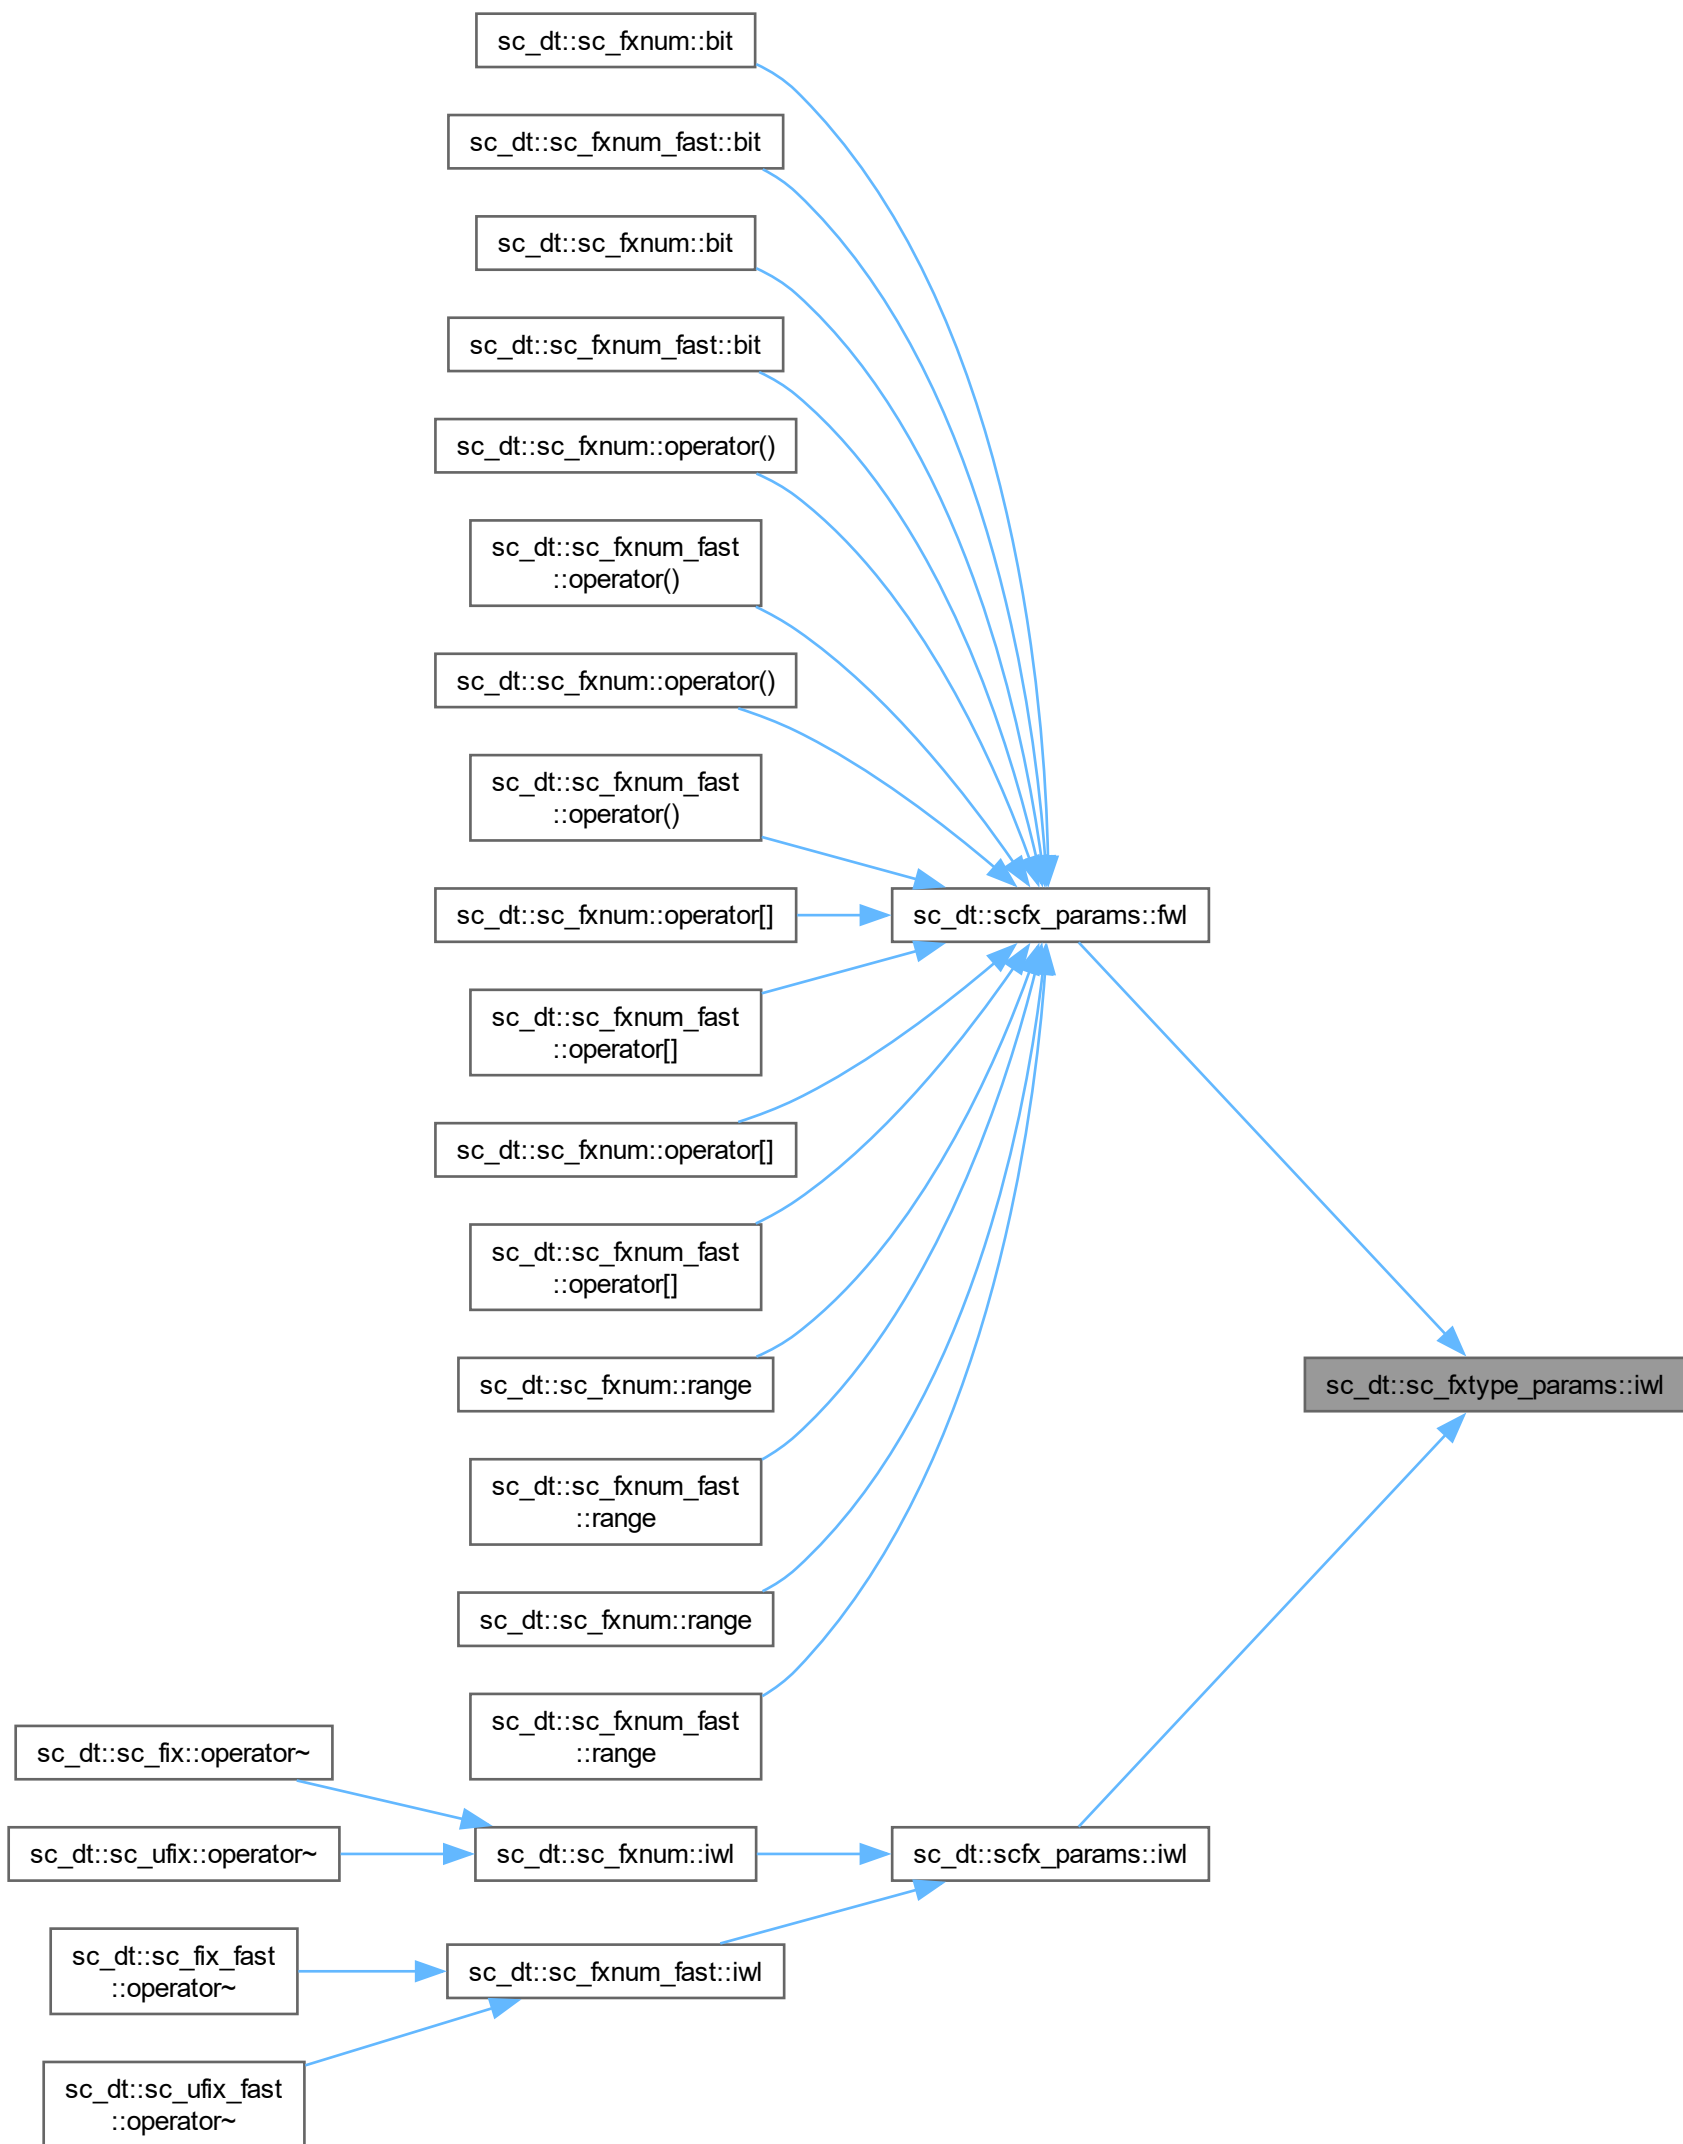 sc_dt::sc_fxnum::bit
sc_dt::sc_fxnum_fast::bit
sc_dt::sc_fxnum::bit
sc_dt::sc_fxnum_fast::bit
sc_dt::sc_fxnum::operator()
sc_dt::sc_fxnum_fast
::operator()
sc_dt::sc_fxnum::operator()
sc_dt::sc_fxnum_fast
::operator()
sc_dt::sc_fxnum::operator[]
sc_dt::scfx_params::fwl
sc_dt::sc_fxnum_fast
::operator[]
sc_dt::sc_fxnum::operator[]
sc_dt::sc_fxnum_fast
::operator[]
sc_dt::sc_fxnum::range
sc_dt::sc_fxtype_params::iwl
sc_dt::sc_fxnum_fast
::range
sc_dt::sc_fxnum::range
sc_dt::sc_fxnum_fast
::range
sc_dt::sc_fix::operator~
sc_dt::sc_ufix::operator~
sc_dt::sc_fxnum::iwl
sc_dt::scfx_params::iwl
sc_dt::sc_fix_fast
::operator~
sc_dt::sc_fxnum_fast::iwl
sc_dt::sc_ufix_fast
::operator~